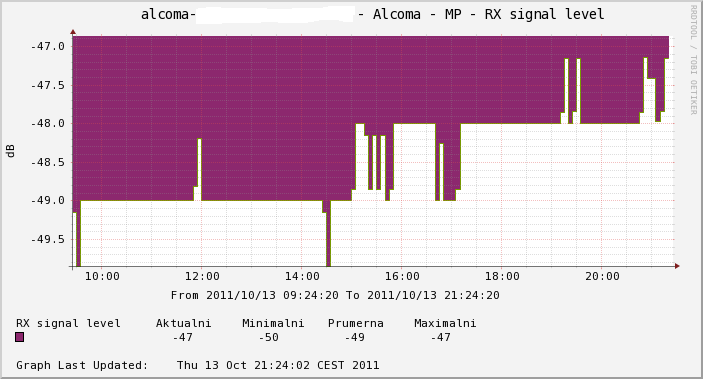 alcoma- - Alcoma - MP - RX signal level
RRDTOOL / TOBI OETIKER
dB
-47.0
-47.5
-48.0
-48.5
-49.0
-49.5
10:00 12:00 14:00 16:00 18:00 20:00
From 2011/10/13 09:24:20 To 2011/10/13 21:24:20
RX signal level Aktualni Minimalni Prumerna Maximalni
-47 -50 -49 -47
Graph Last Updated: Thu 13 Oct 21:24:02 CEST 2011